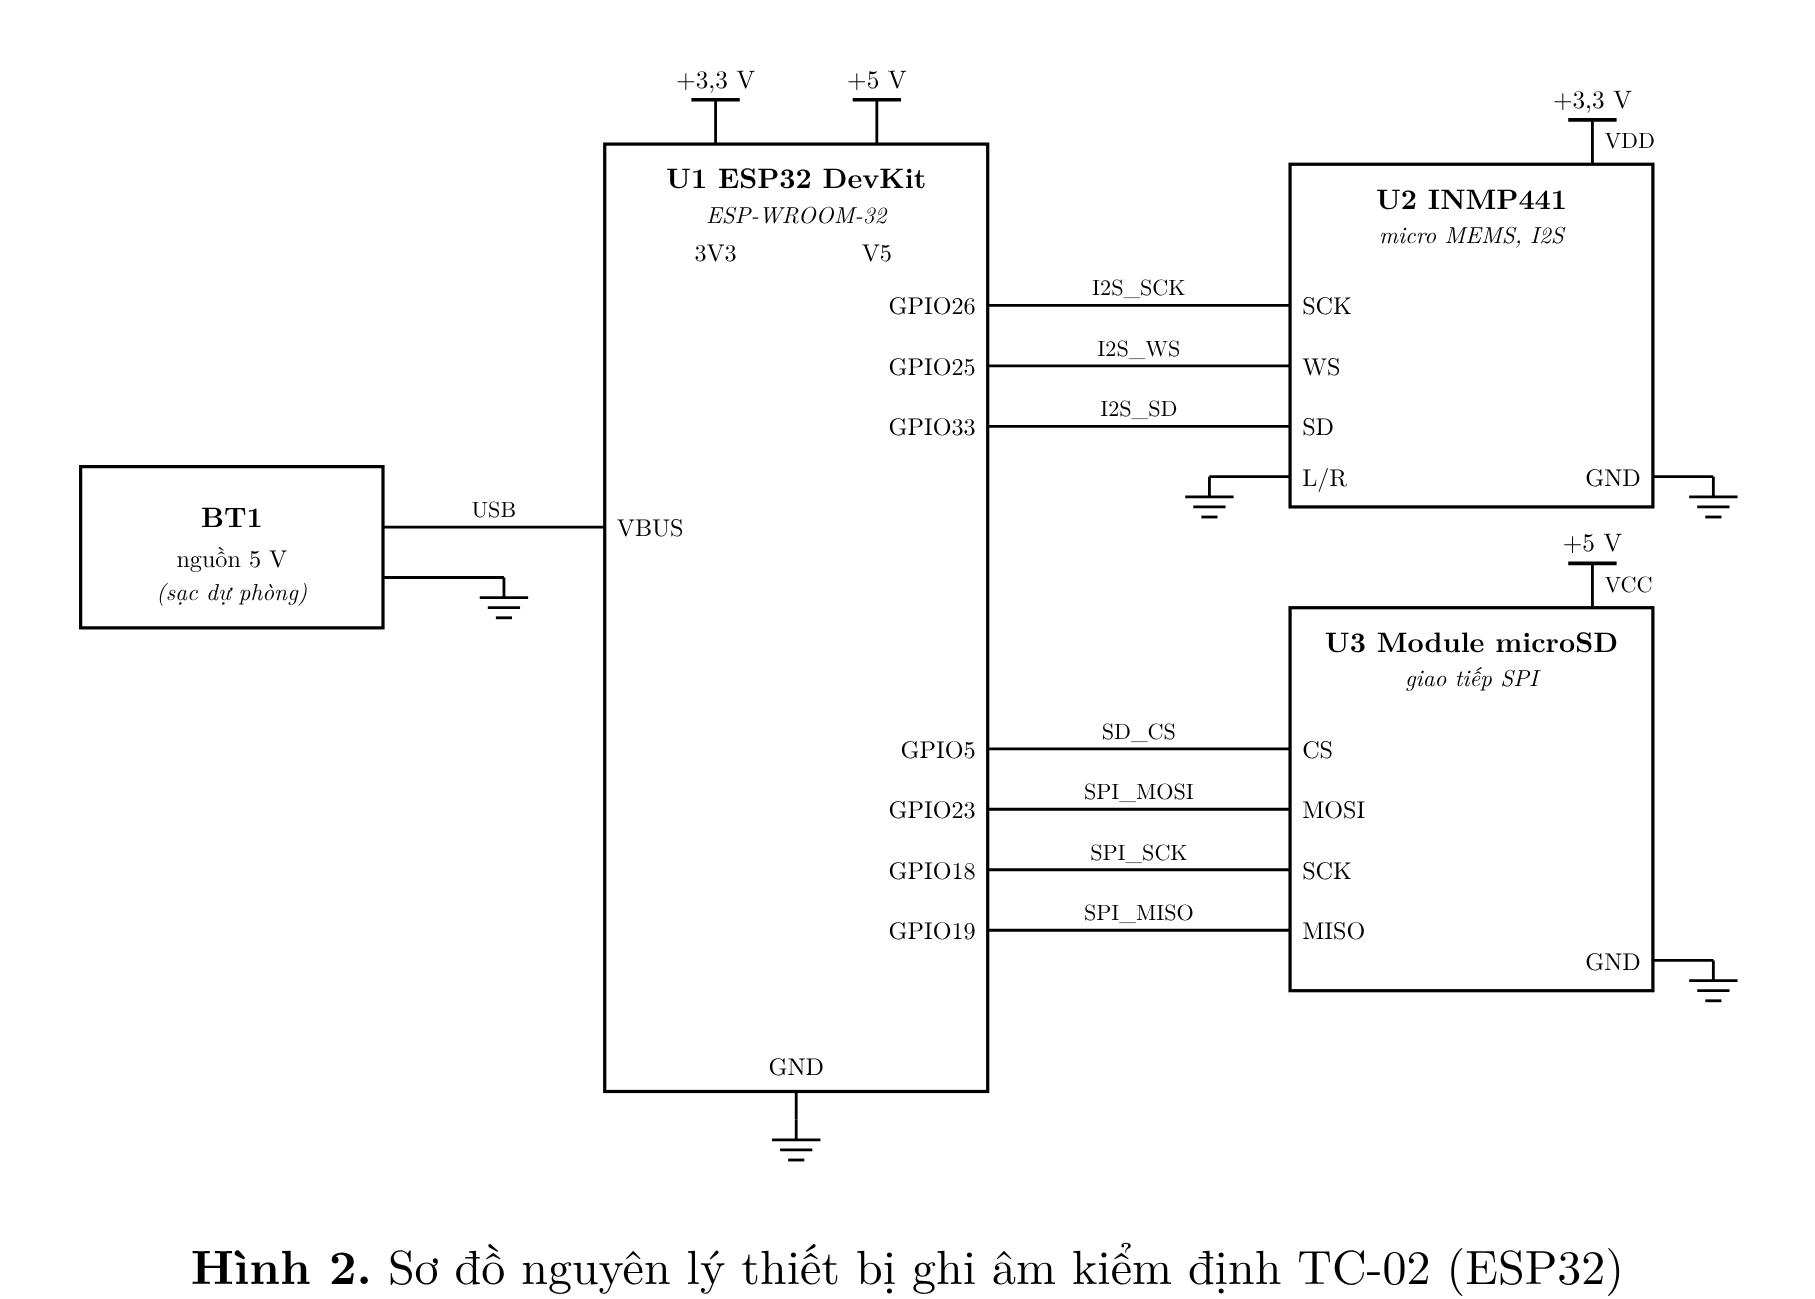 +3,3 V
+5 V
+3,3 V
VDD
U1 ESP32 DevKit
ESP-WROOM-32
3V3
V5
U2 INMP441
micro MEMS, I2S
GPIO26
I2S_SCK
SCK
GPIO25
I2S_WS
WS
GPIO33
I2S_SD
SD
L/R
GND
BT1
nguồn 5 V
(sạc dự phòng)
USB
VBUS
+5 V
VCC
U3 Module microSD
giao tiếp SPI
GPIO5
SD_CS
CS
GPIO23
SPI_MOSI
MOSI
GPIO18
SPI_SCK
SCK
GPIO19
SPI_MISO
MISO
GND
GND
Hình 2. Sơ đồ nguyên lý thiết bị ghi âm kiểm định TC-02 (ESP32)